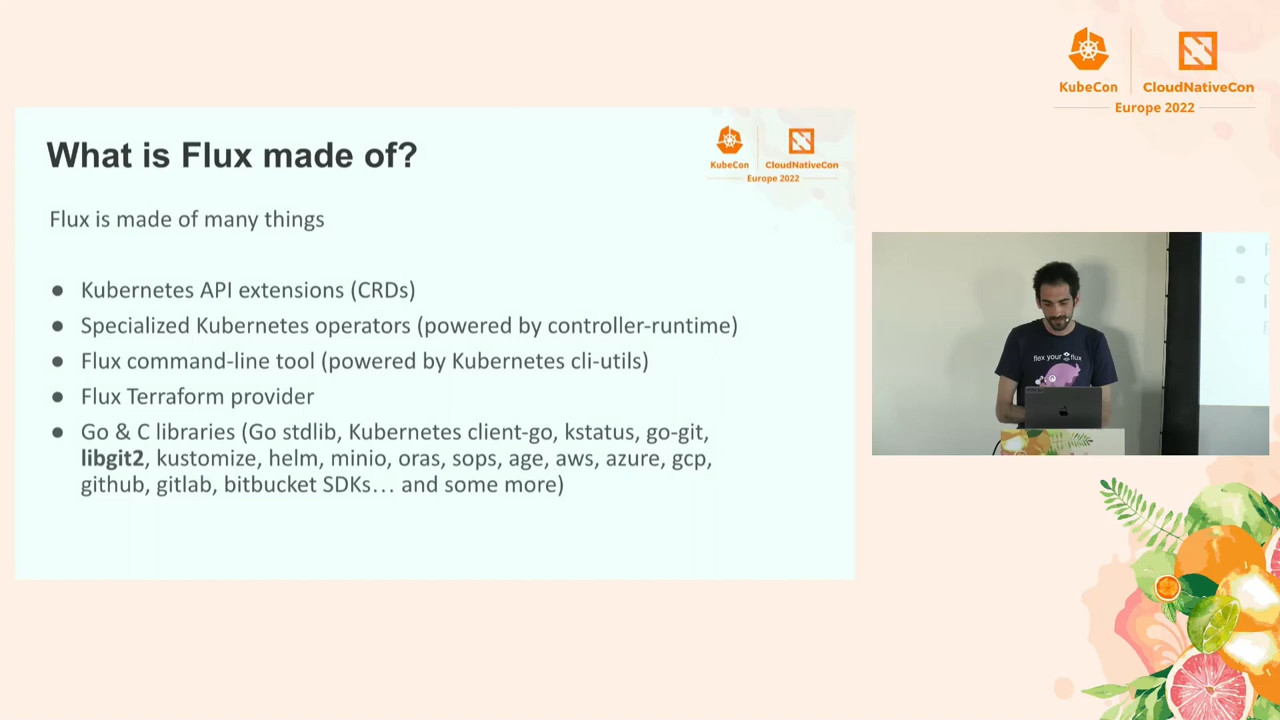 KubeCon
CloudNativeCon
Europe 2022
What is Flux made of?
KubeCon
CloudNativeCon
Europe 2022
Flux is made of many things
● Kubernetes API extensions (CRDs)
● Specialized Kubernetes operators (powered by controller-runtime)
● Flux command-line tool (powered by Kubernetes cli-utils)
● Flux Terraform provider
● Go & C libraries (Go stdlib, Kubernetes client-go, kstatus, go-git,
libgit2, kustomize, helm, minio, oras, sops, age, aws, azure, gcp,
github, gitlab, bitbucket SDKs… and some more)
flex your flux